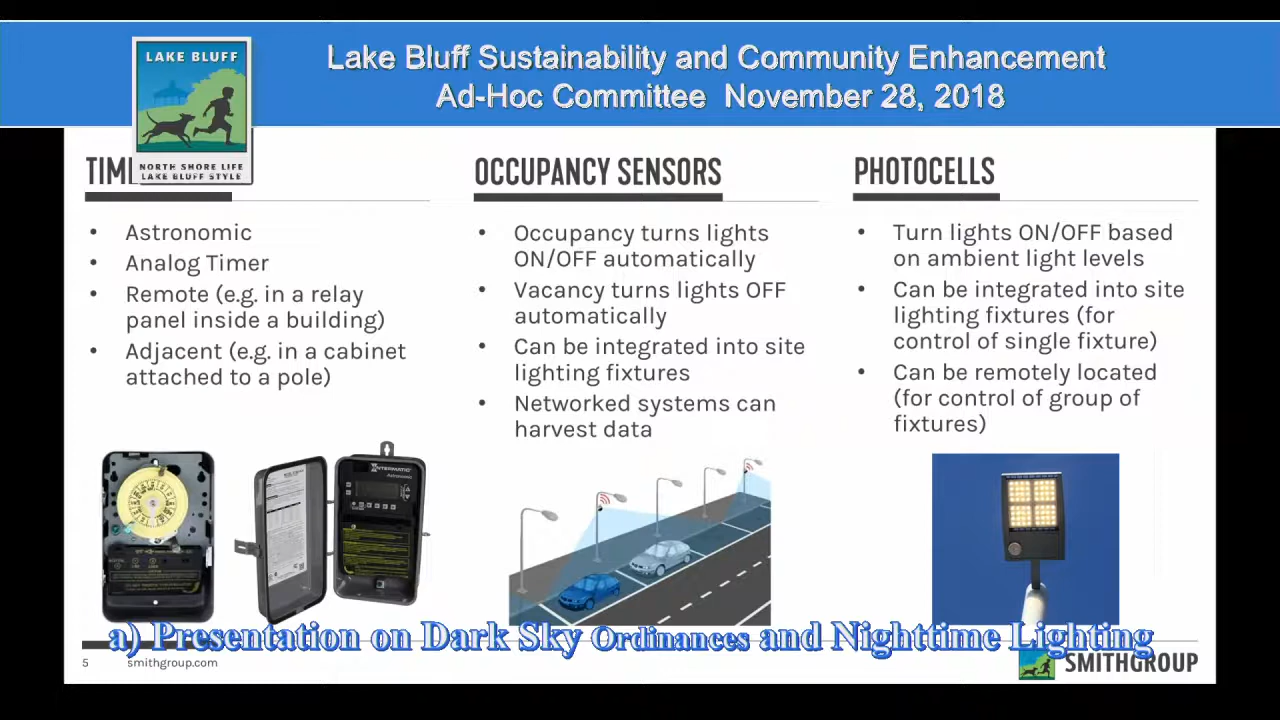 Lake Bluff Sustainability and Community Enhancement
Ad-Hoc Committee November 28, 2018
LAKE BLUFF
NORTH SHORE LIFE
LAKE BLUFF STYLE
OCCUPANCY SENSORS
PHOTOCELLS
• Astronomic
• Analog Timer
• Remote (e.g. in a relay
panel inside a building)
• Adjacent (e.g. in a cabinet
attached to a pole)
• Occupancy turns lights
ON/OFF automatically
• Vacancy turns lights OFF
automatically
• Can be integrated into site
lighting fixtures
• Networked systems can
harvest data
• Turn lights ON/OFF based
on ambient light levels
• Can be integrated into site
lighting fixtures (for
control of single fixture)
• Can be remotely located
(for control of group of
fixtures)
INTERMATIC
a) Presentation on Dark Sky Ordinances and Nighttime Lighting
5 smithgroup.com
SMITHGROUP